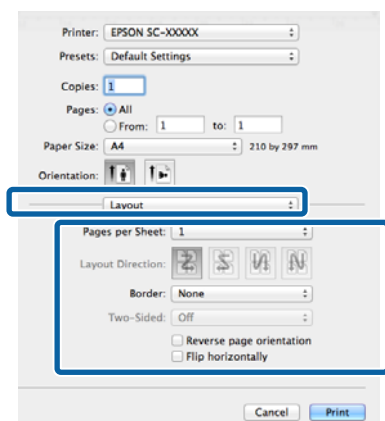 Printer: EPSON SC-XXXXX
Presets: Default Settings
Copies: 1
Pages: All
From: 1 to: 1
Paper Size: A4 210 by 297 mm
Orientation:
Layout
Pages per Sheet: 1
Layout Direction:
Border: None
Two-Sided: Off
Reverse page orientation
Flip horizontally
Cancel Print